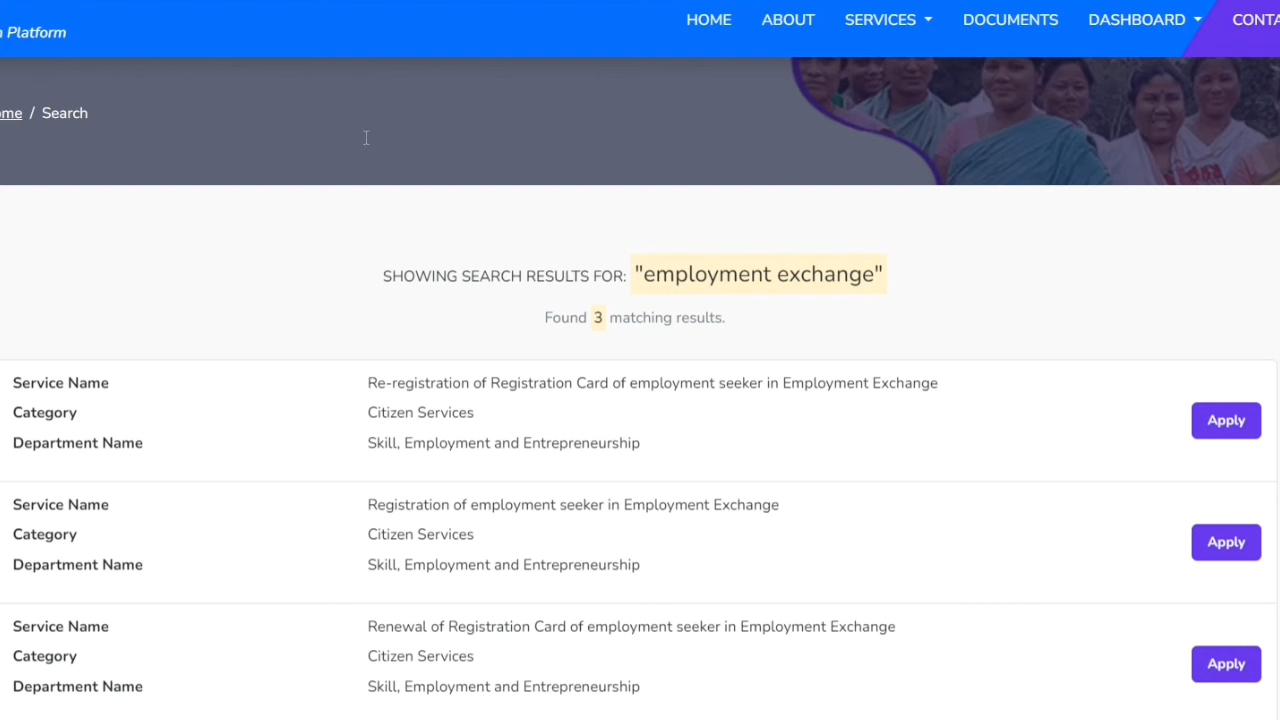 Platform
HOME ABOUT SERVICES DOCUMENTS DASHBOARD
/ Search
SHOWING SEARCH RESULTS FOR: "employment exchange"
Found 3 matching results.
Service Name Re-registration of Registration Card of employment seeker in Employment Exchange
Category Citizen Services Apply
Department Name Skill, Employment and Entrepreneurship
Service Name Registration of employment seeker in Employment Exchange
Category Citizen Services Apply
Department Name Skill, Employment and Entrepreneurship
Service Name Renewal of Registration Card of employment seeker in Employment Exchange
Category Citizen Services Apply
Department Name Skill, Employment and Entrepreneurship